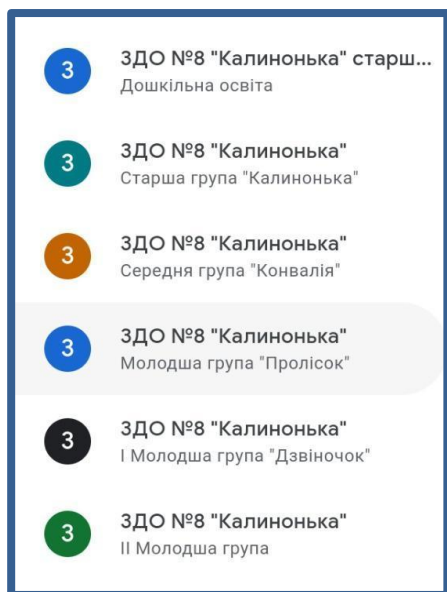 З
ЗДО №8 "Калинонька" старш...
Дошкільна освіта
З
ЗДО №8 "Калинонька"
Старша група "Калинонька"
З
ЗДО №8 "Калинонька"
Середня група "Конвалія"
З
ЗДО №8 "Калинонька"
Молодша група "Пролісок"
З
ЗДО №8 "Калинонька"
І Молодша група "Дзвіночок"
З
ЗДО №8 "Калинонька"
ІІ Молодша група